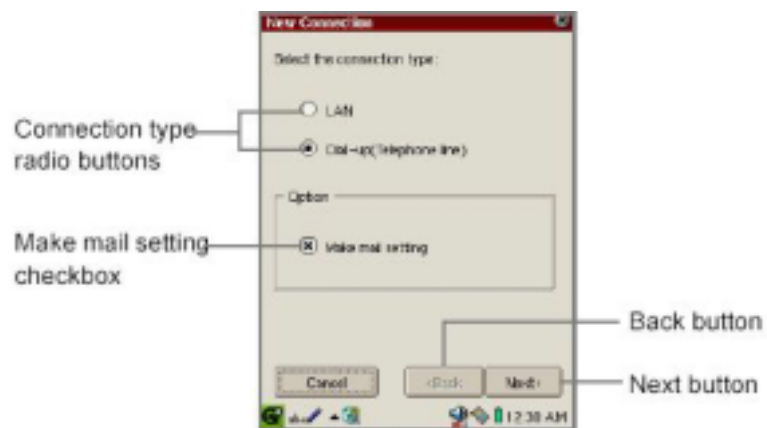 New Connection
Select the connection type:
LAN
Dial-up(Telephone line)
Connection type
radio buttons
Option
Make mail setting
Make mail setting
checkbox
Back button
Cancel
<Back
Next>
Next button
12:38 AM